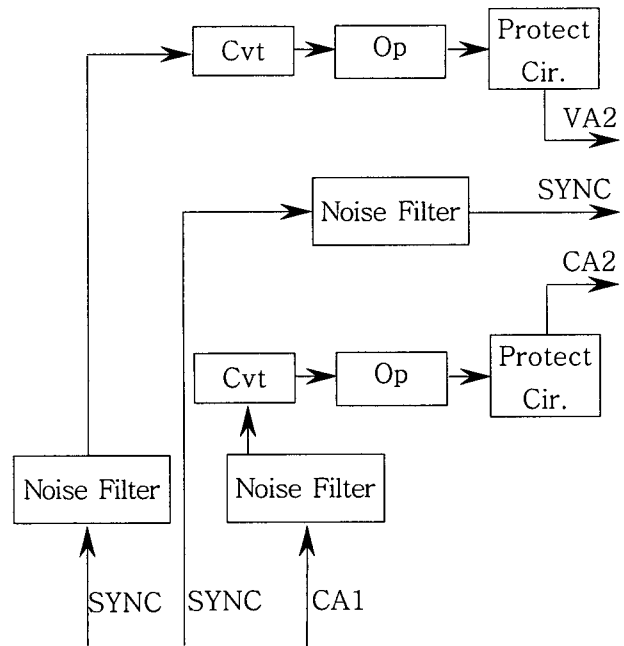 Cvt
Op
Protect
Cir.
VA2
SYNC
Noise Filter
CA2
Cvt
Op
Protect
Cir.
Noise Filter
Noise Filter
SYNC
SYNC
CA1